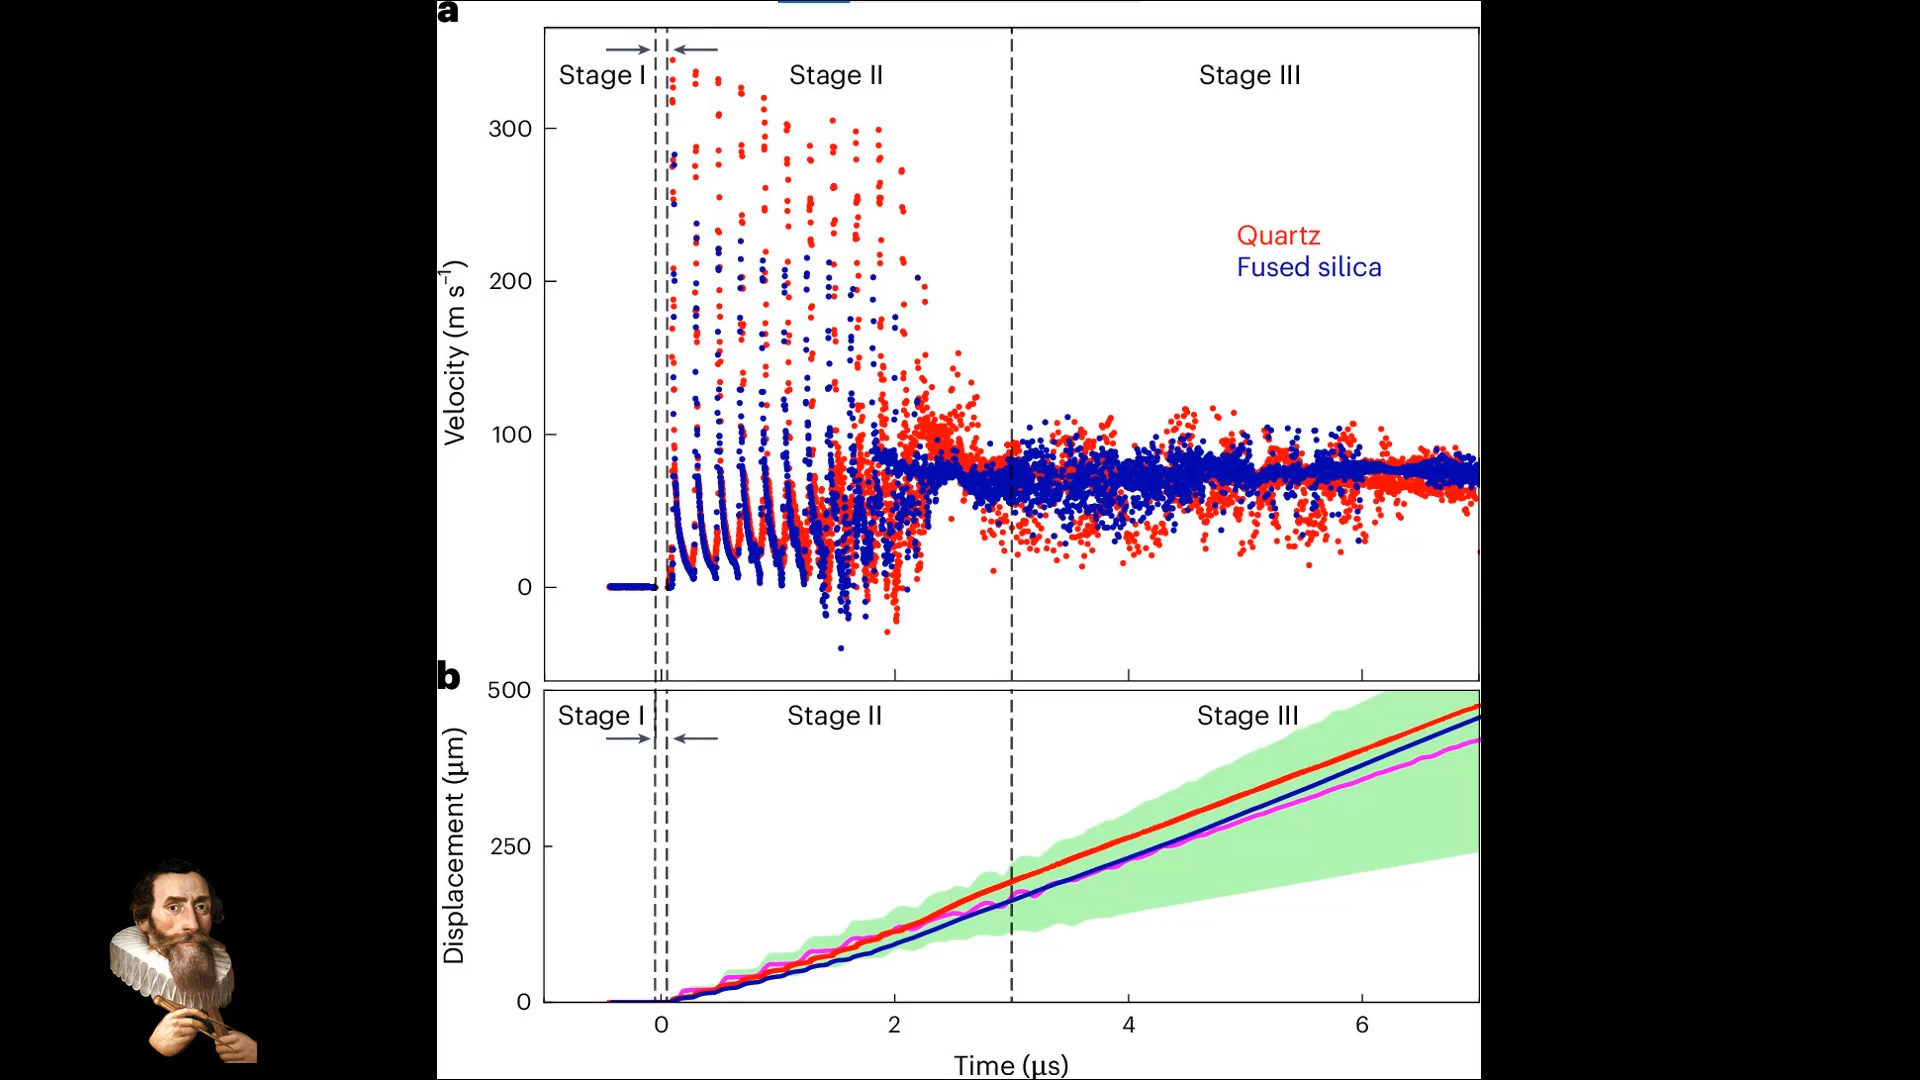 a
Stage I
Stage II
Stage III
300
200
100
0
Velocity (m s⁻¹)
Quartz
Fused silica
b
Stage I
Stage II
Stage III
500
250
0
Displacement (µm)
0
2
4
6
Time (µs)